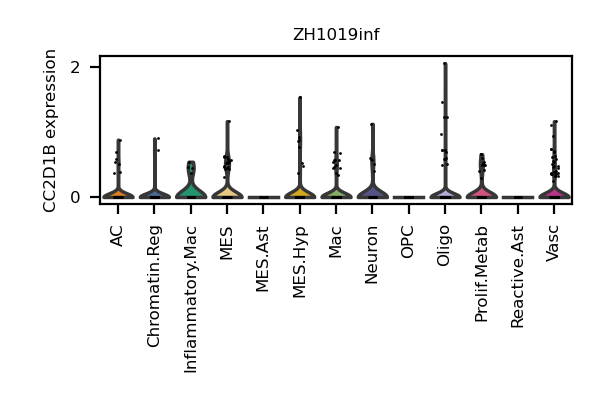 ZH1019inf
CC2D1B expression
2
0
AC
Chromatin.Reg
Inflammatory.Mac
MES
MES.Ast
MES.Hyp
Mac
Neuron
OPC
Oligo
Prolif.Metab
Reactive.Ast
Vasc